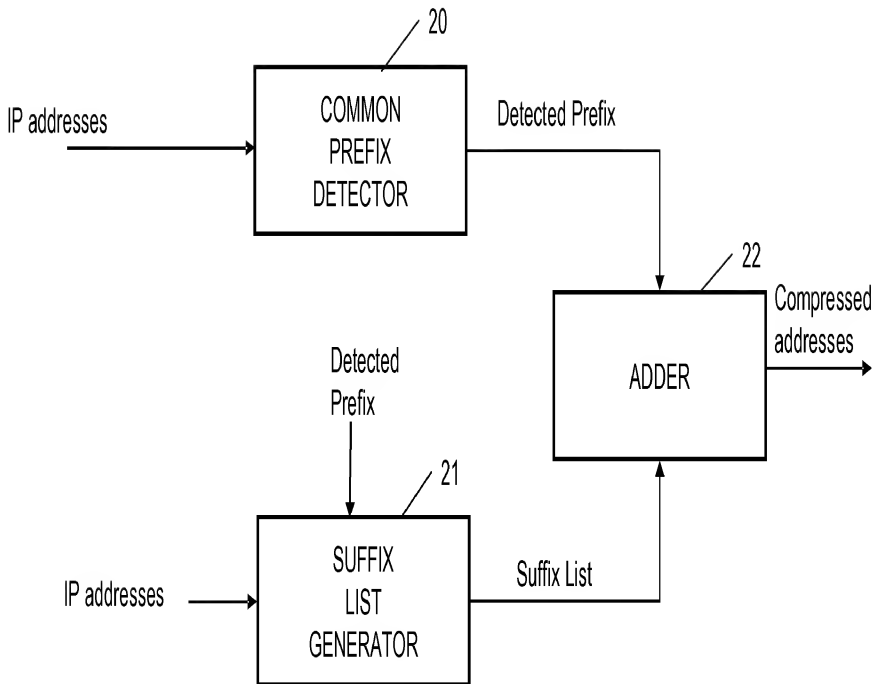 20
IP addresses
COMMON
PREFIX
DETECTOR
Detected Prefix
22
Compressed
addresses
ADDER
Detected
Prefix
21
IP addresses
SUFFIX
LIST
GENERATOR
Suffix List